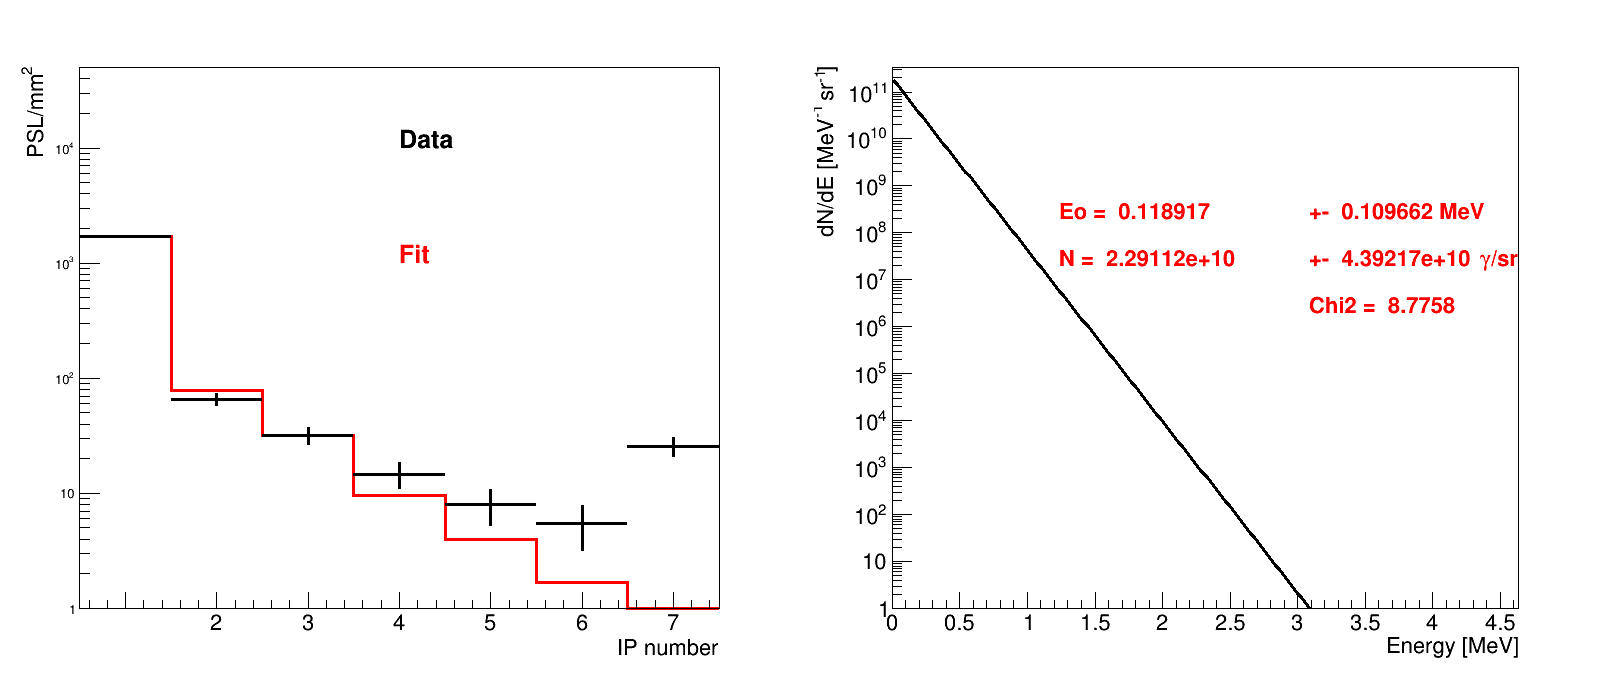 PSL/mm²
Data
Fit
10⁴
10³
10²
10
1
2 3 4 5 6 7
IP number
dN/dE [MeV⁻¹ sr⁻¹]
10¹¹
10¹⁰
10⁹
10⁸
10⁷
10⁶
10⁵
10⁴
10³
10²
10
1
Eo = 0.118917 +- 0.109662 MeV
N = 2.29112e+10 +- 4.39217e+10 γ/sr
Chi2 = 8.7758
0 0.5 1 1.5 2 2.5 3 3.5 4 4.5
Energy [MeV]